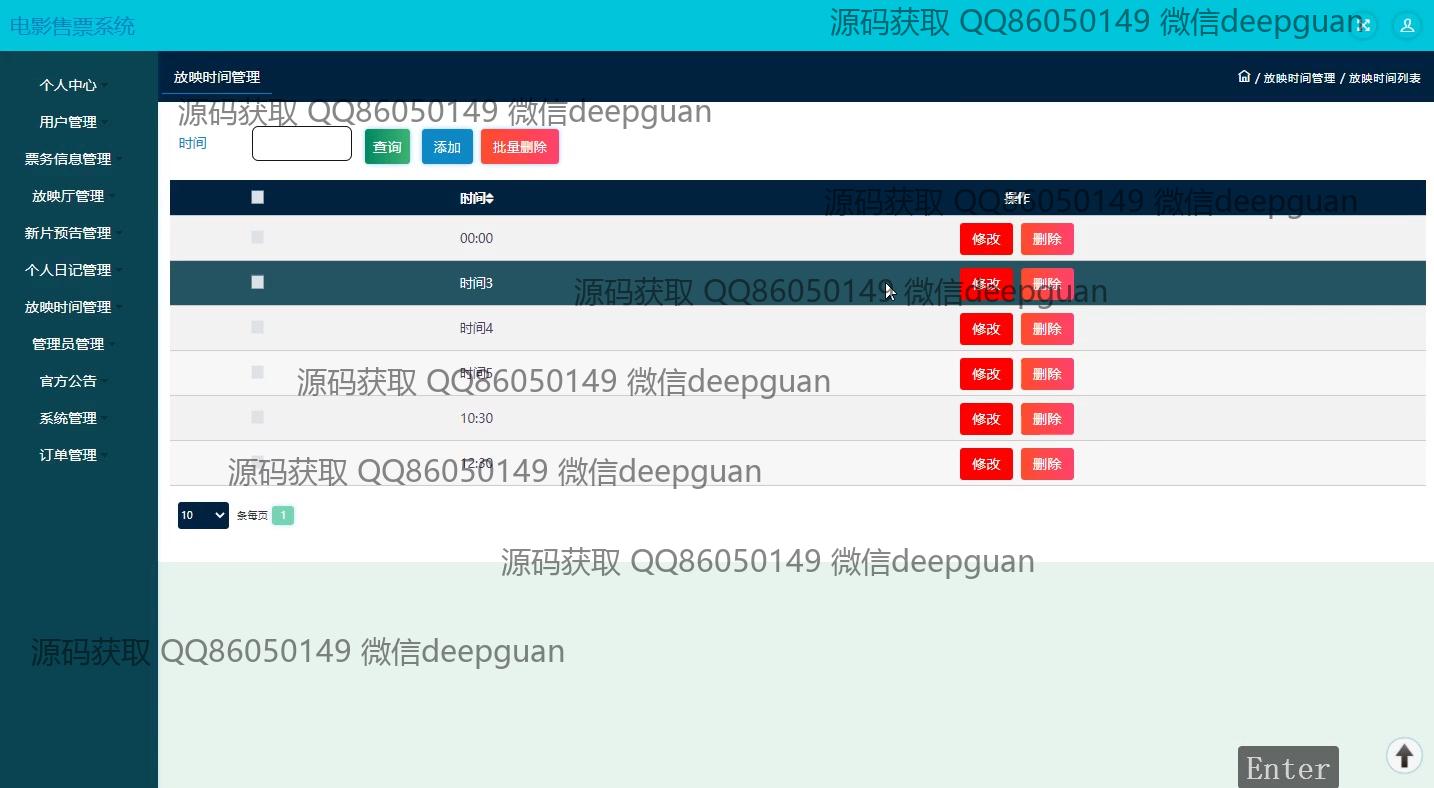 电影售票系统
源码获取 QQ86050149 微信deepguan
个人中心
用户管理
票务信息管理
放映厅管理
新片预告管理
个人日记管理
放映时间管理
管理员管理
官方公告
系统管理
订单管理
放映时间管理
/ 放映时间管理 / 放映时间列表
源码获取 QQ86050149 微信deepguan
时间
查询
添加
批量删除
时间
操作
源码获取 QQ86050149 微信deepguan
00:00
修改
删除
时间3
修改
删除
源码获取 QQ86050149 微信deepguan
时间4
修改
删除
时间5
修改
删除
源码获取 QQ86050149 微信deepguan
10:30
修改
删除
12:30
修改
删除
源码获取 QQ86050149 微信deepguan
10
条每页
1
源码获取 QQ86050149 微信deepguan
源码获取 QQ86050149 微信deepguan
Enter